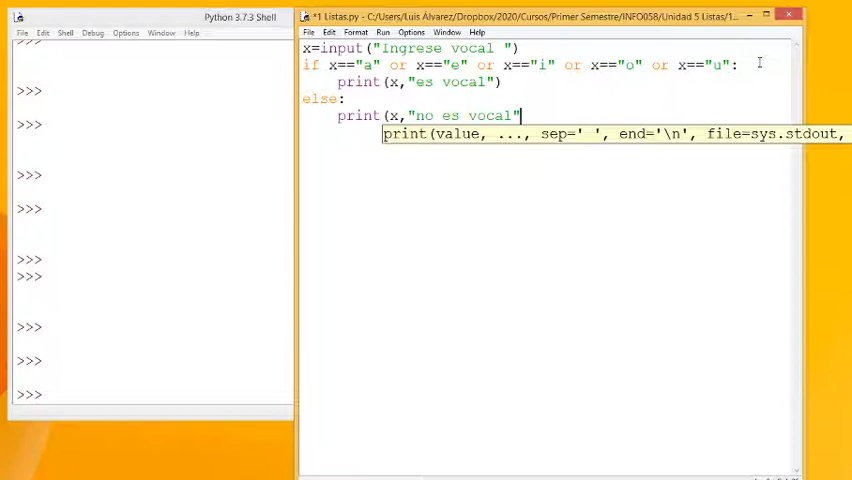 Python 3.7.3 Shell
File Edit Shell Debug Options Window Help
>>>
>>>
>>>
>>>
>>>
>>>
>>>
>>>
>>>
*1 Listas.py - C:/Users/Luis Álvarez/Dropbox/2020/Cursos/Primer Semestre/INFO058/Unidad 5 Listas/1...
File Edit Format Run Options Window Help
x=input("Ingrese vocal ")
if x=="a" or x=="e" or x=="i" or x=="o" or x=="u":
    print(x,"es vocal")
else:
    print(x,"no es vocal"
print(value, ..., sep=' ', end='\n', file=sys.stdout,